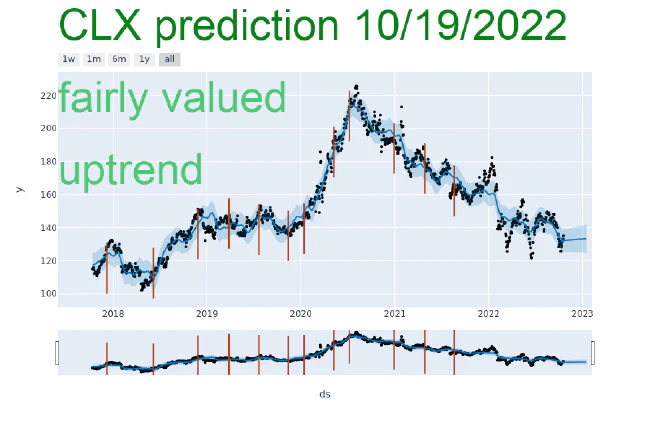 CLX prediction 10/19/2022
1w 1m 6m 1y all
fairly valued
uptrend
y
220
200
180
160
140
120
100
2018 2019 2020 2021 2022 2023
ds